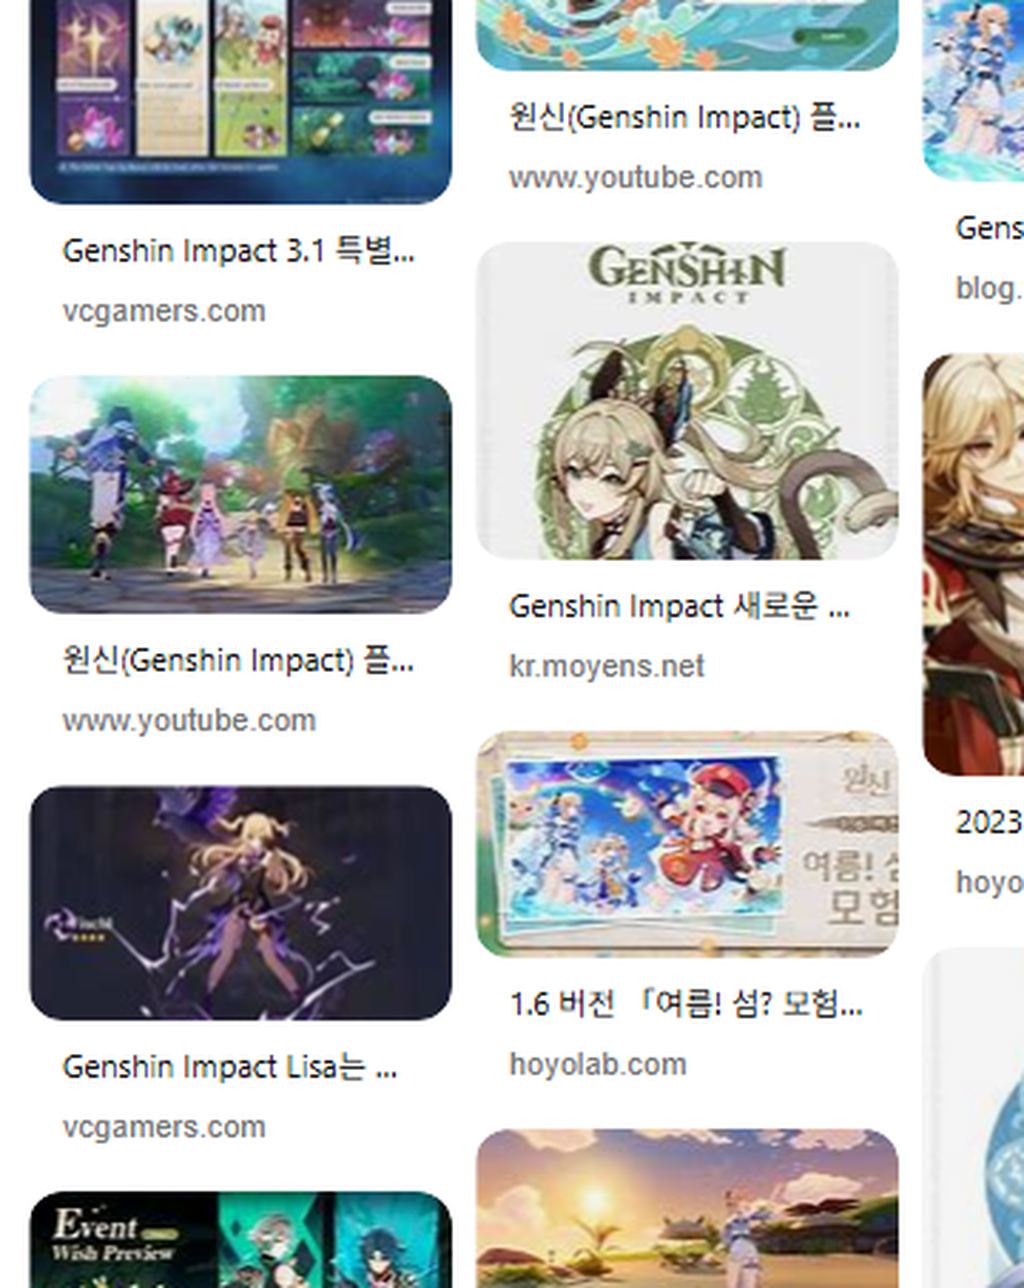 Genshin Impact 3.1 특별...
vcgamers.com
원신(Genshin Impact) 플...
www.youtube.com
Fischl
Genshin Impact Lisa는 ...
vcgamers.com
Event
Wish Preview
원신(Genshin Impact) 플...
www.youtube.com
GENSHIN
IMPACT
Genshin Impact 새로운 ...
kr.moyens.net
원신
여름! 섬
모험
1.6 버전 「여름! 섬? 모험...
hoyolab.com
Gens
blog.
2023
hoyo